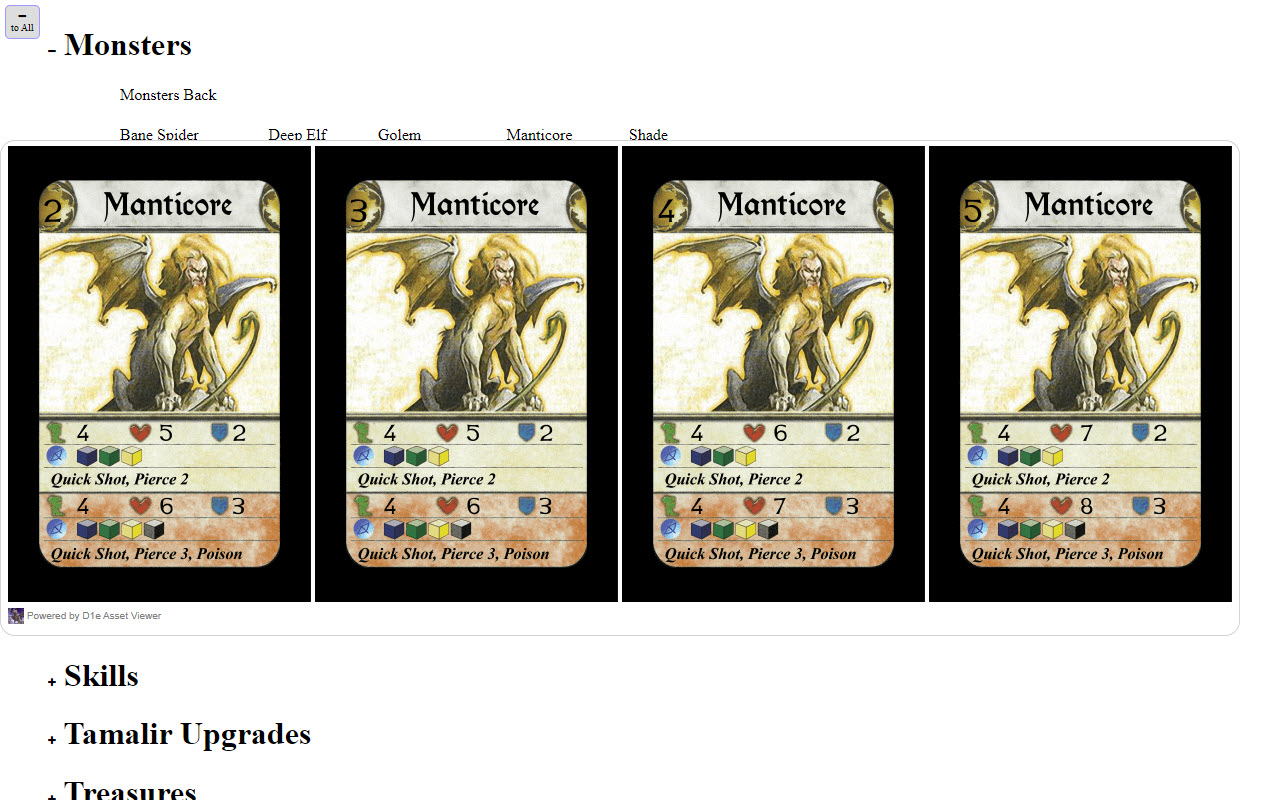 −
to All
− Monsters
Monsters Back
Bane Spider Deep Elf Golem Manticore Shade
2 Manticore
4 5 2
Quick Shot, Pierce 2
4 6 3
Quick Shot, Pierce 3, Poison
3 Manticore
4 5 2
Quick Shot, Pierce 2
4 6 3
Quick Shot, Pierce 3, Poison
4 Manticore
4 6 2
Quick Shot, Pierce 2
4 7 3
Quick Shot, Pierce 3, Poison
5 Manticore
4 7 2
Quick Shot, Pierce 2
4 8 3
Quick Shot, Pierce 3, Poison
Powered by D1e Asset Viewer
+ Skills
+ Tamalir Upgrades
+ Treasures